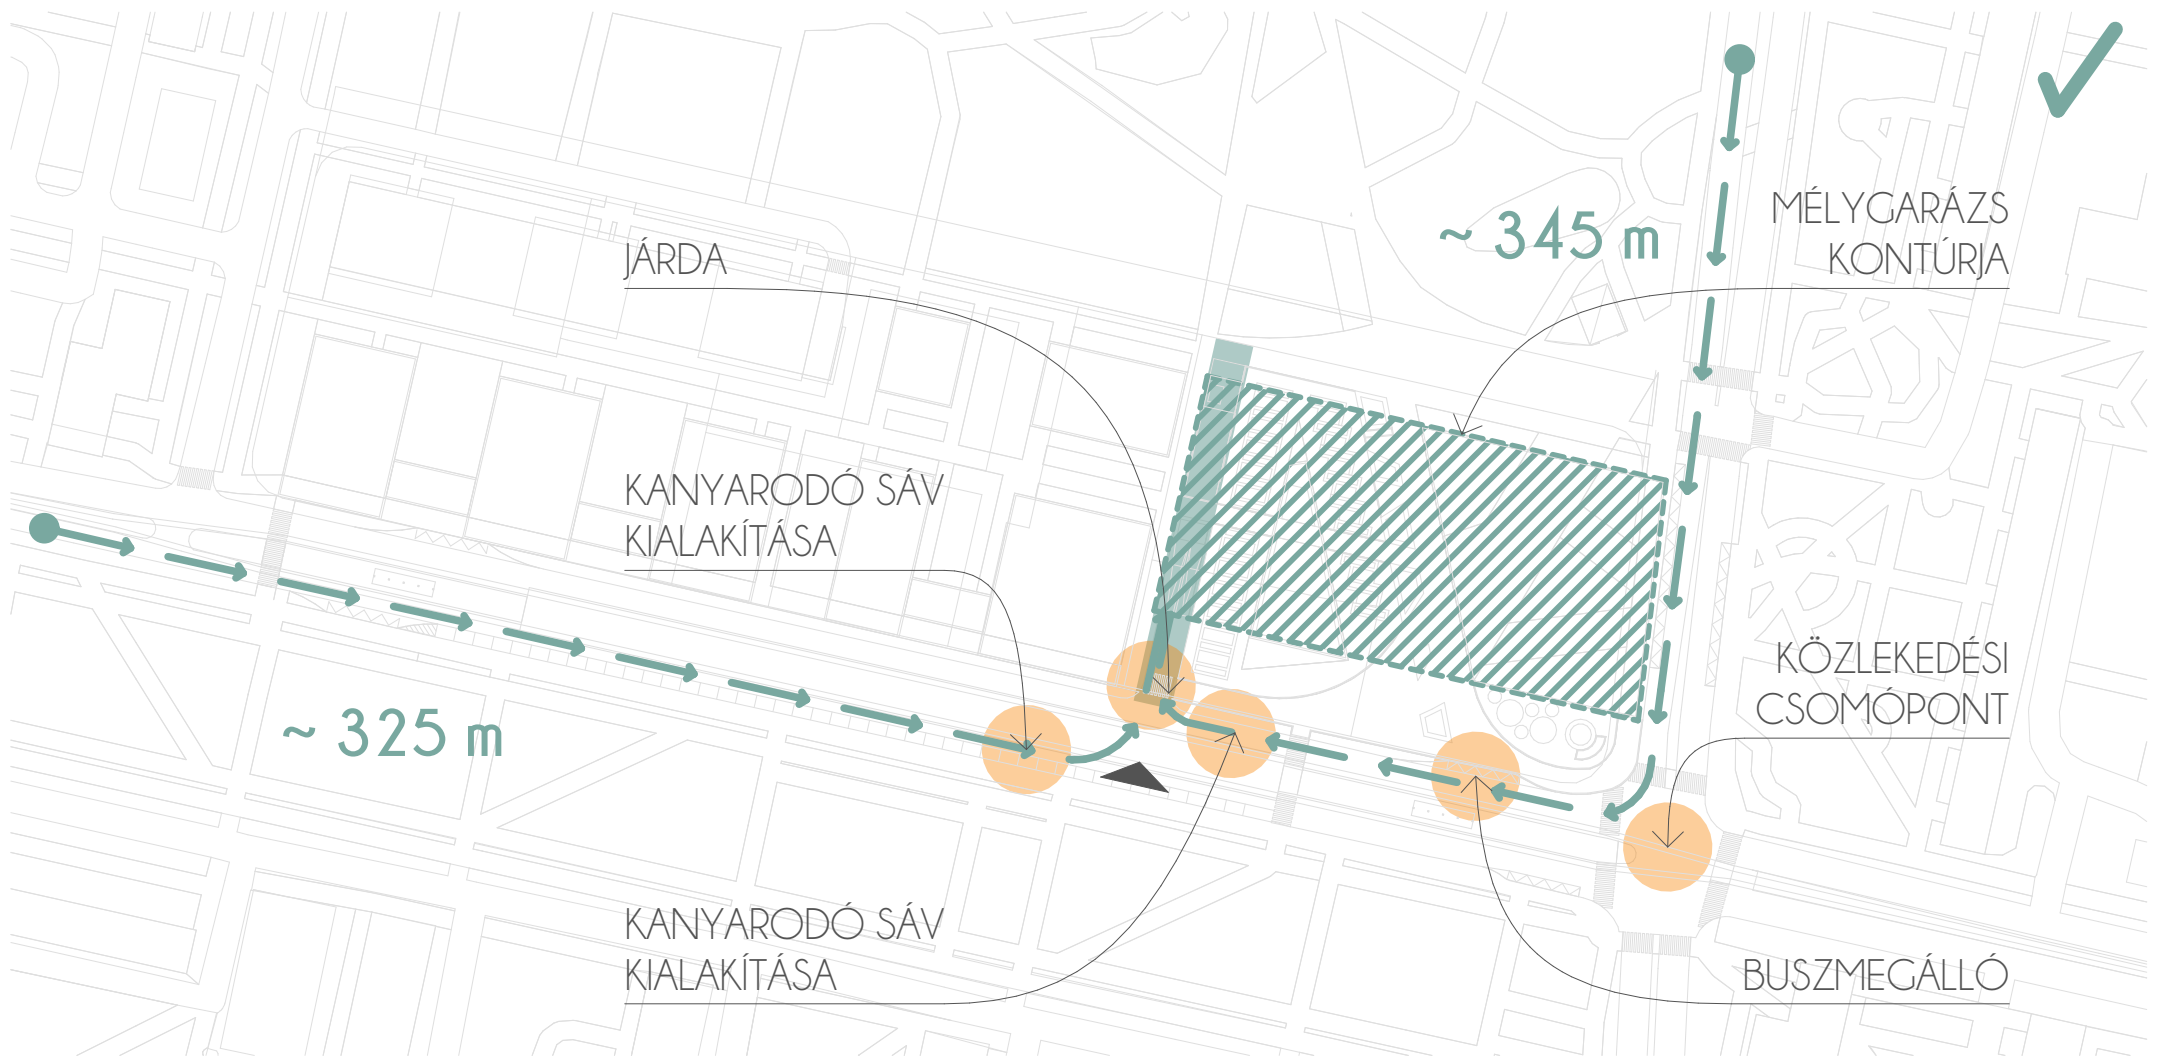 MÉLYGARÁZS
KONTÚRJA
~ 345 m
JÁRDA
KANYARODÓ SÁV
KIALAKÍTÁSA
KÖZLEKEDÉSI
CSOMÓPONT
~ 325 m
KANYARODÓ SÁV
KIALAKÍTÁSA
BUSZMEGÁLLÓ